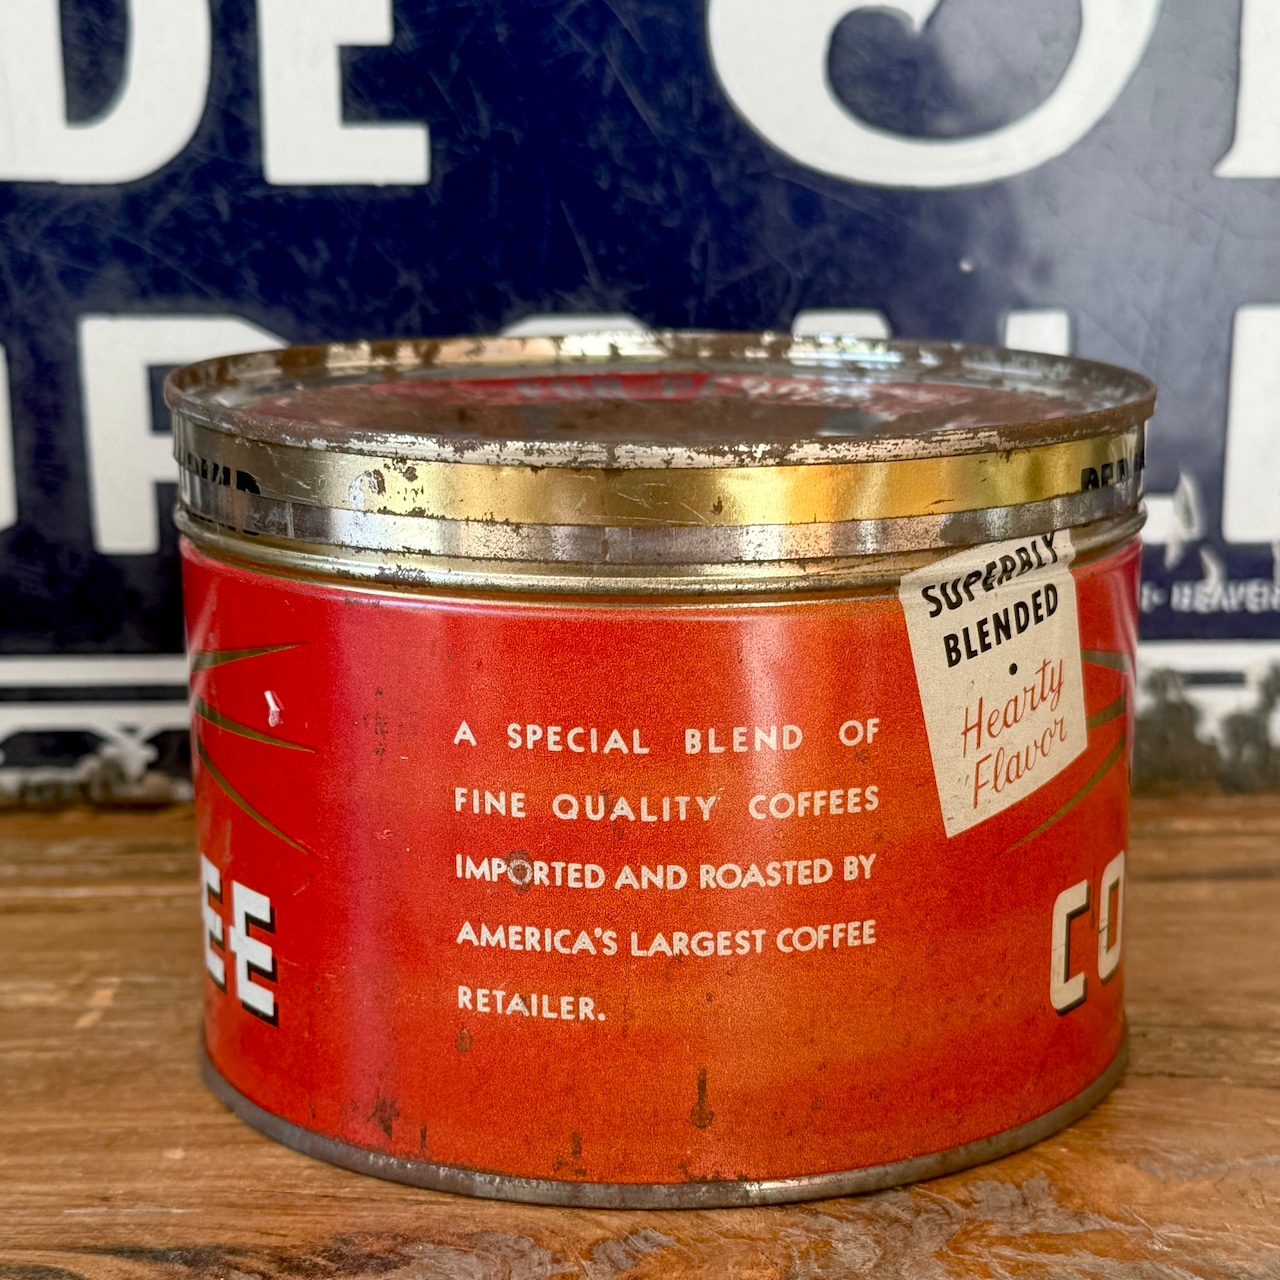 DE
SUPERBLY
BLENDED
•
Hearty
Flavor
A SPECIAL BLEND OF
FINE QUALITY COFFEES
IMPORTED AND ROASTED BY
AMERICA'S LARGEST COFFEE
RETAILER.
EE
CO